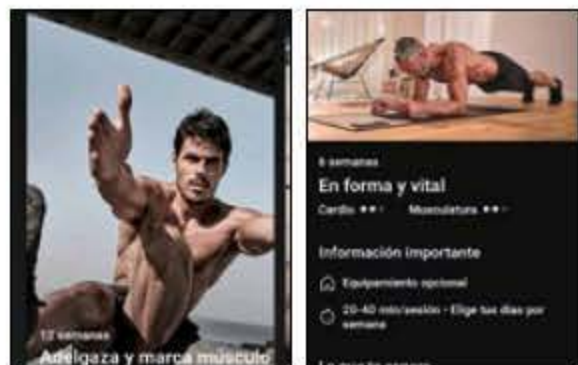 12 semanas
Adelgaza y marca músculo
6 semanas
En forma y vital
Cardio Musculatura
Información importante
Equipamiento opcional
20-40 min/sesión - Elige tus días por
semana